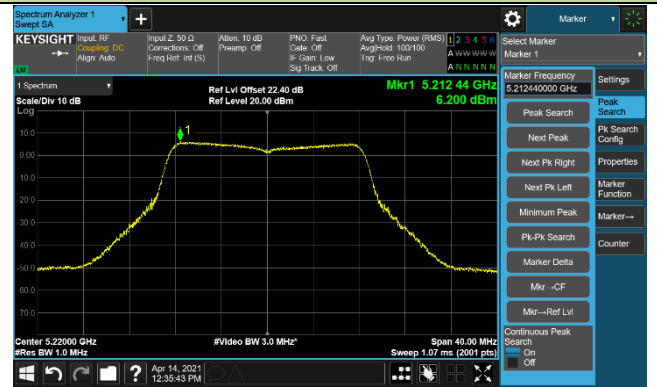 Spectrum Analyzer 1
Swept SA
+
Marker
KEYSIGHT
Input: RF
Coupling: DC
Align: Auto
Input Z: 50 Ω
Corrections: Off
Freq Ref: Int (S)
Atten: 10 dB
Preamp: Off
PNO: Fast
Gate: Off
IF Gain: Low
Sig Track: Off
Avg Type: Power (RMS)
Avg|Hold: 100/100
Trig: Free Run
1 2 3 4 5 6
A W W W W W
A N N N N N
LXI
Select Marker
Marker 1
1 Spectrum
Scale/Div 10 dB
Log
Ref Lvl Offset 22.40 dB
Ref Level 20.00 dBm
Mkr1 5.212 44 GHz
6.200 dBm
1
10.0
0.00
-10.0
-20.0
-30.0
-40.0
-50.0
-60.0
-70.0
Center 5.22000 GHz
#Res BW 1.0 MHz
#Video BW 3.0 MHz*
Span 40.00 MHz
Sweep 1.07 ms (2001 pts)
Marker Frequency
5.212440000 GHz
Peak Search
Next Peak
Next Pk Right
Next Pk Left
Minimum Peak
Pk-Pk Search
Marker Delta
Mkr→CF
Mkr→Ref Lvl
Continuous Peak
Search
On
Off
Settings
Peak
Search
Pk Search
Config
Properties
Marker
Function
Marker→
Counter
?
Apr 14, 2021
12:35:43 PM